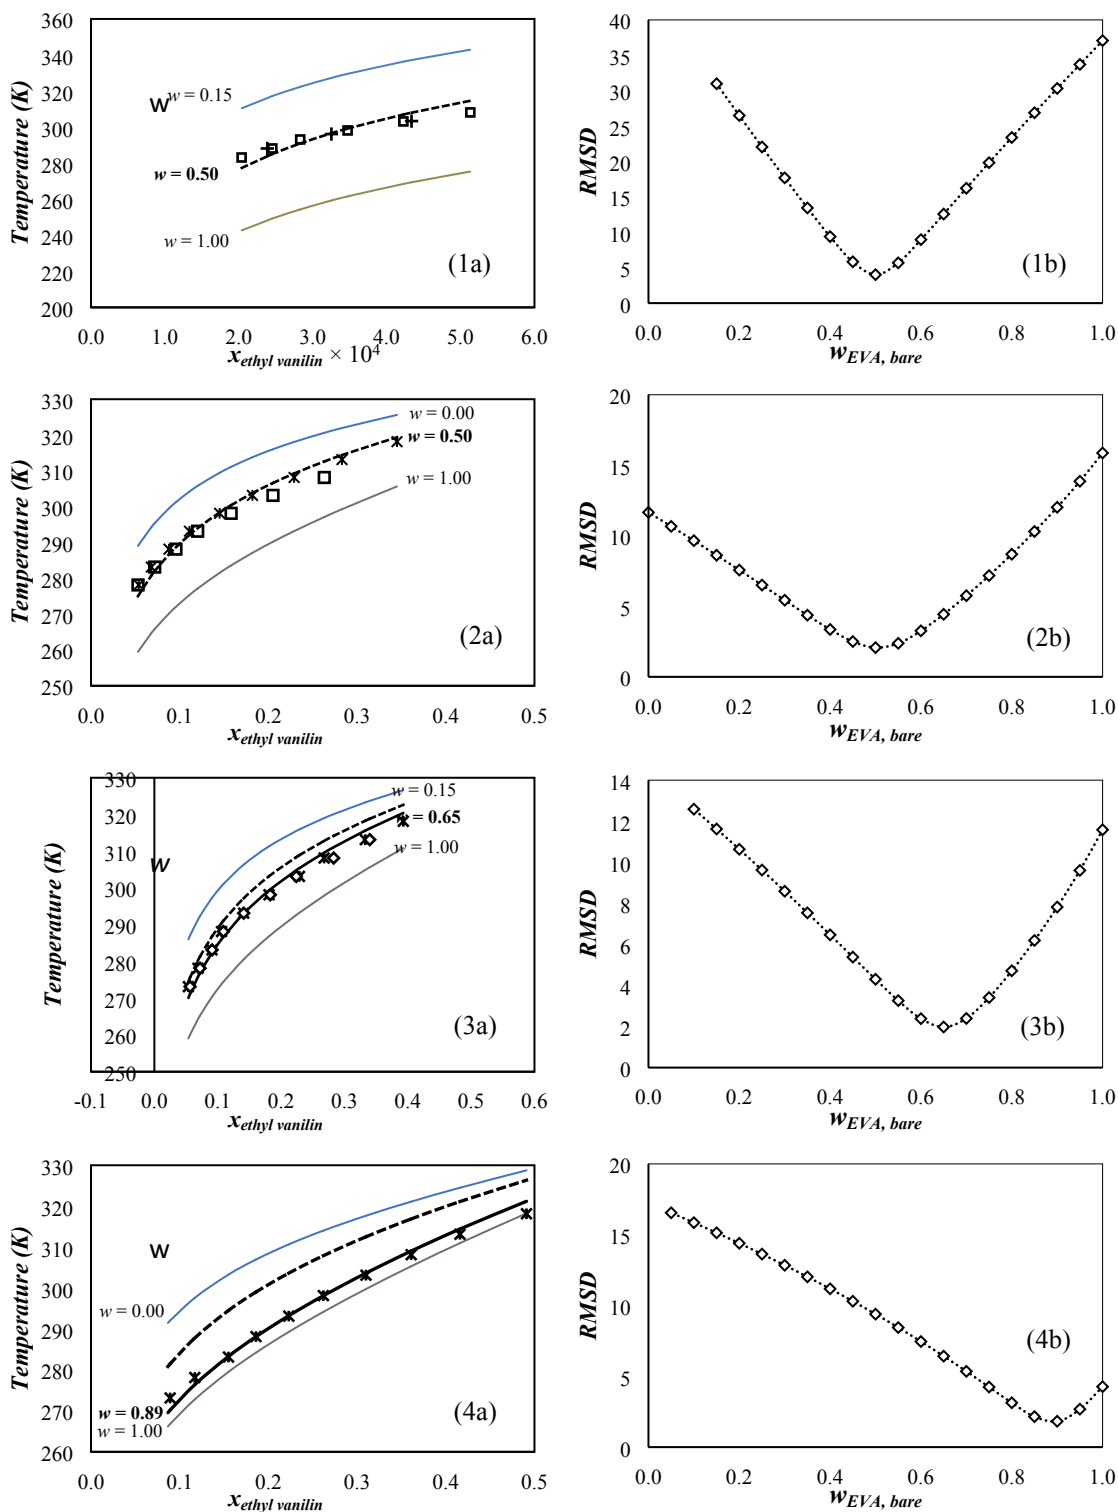 360
340
320
300
280
260
240
220
200
Temperature (K)
W w = 0.15
w = 0.50
w = 1.00
(1a)
0.0 1.0 2.0 3.0 4.0 5.0 6.0
x ethyl vanilin × 10⁴
40
35
30
25
20
15
10
5
0
RMSD
(1b)
0.0 0.2 0.4 0.6 0.8 1.0
w EVA, bare
330
320
310
300
290
280
270
260
250
Temperature (K)
w = 0.00
w = 0.50
w = 1.00
(2a)
0.0 0.1 0.2 0.3 0.4 0.5
x ethyl vanilin
20
15
10
5
0
RMSD
(2b)
0.0 0.2 0.4 0.6 0.8 1.0
w EVA, bare
330
320
310
300
290
280
270
260
250
Temperature (K)
W
w = 0.15
= 0.65
w = 1.00
(3a)
-0.1 0.0 0.1 0.2 0.3 0.4 0.5 0.6
x ethyl vanilin
14
12
10
8
6
4
2
0
RMSD
(3b)
0.0 0.2 0.4 0.6 0.8 1.0
w EVA, bare
330
320
310
300
290
280
270
260
Temperature (K)
W
w = 0.00
w = 0.89
w = 1.00
(4a)
0.0 0.1 0.2 0.3 0.4 0.5
x ethyl vanilin
20
15
10
5
0
RMSD
(4b)
0.0 0.2 0.4 0.6 0.8 1.0
w EVA, bare